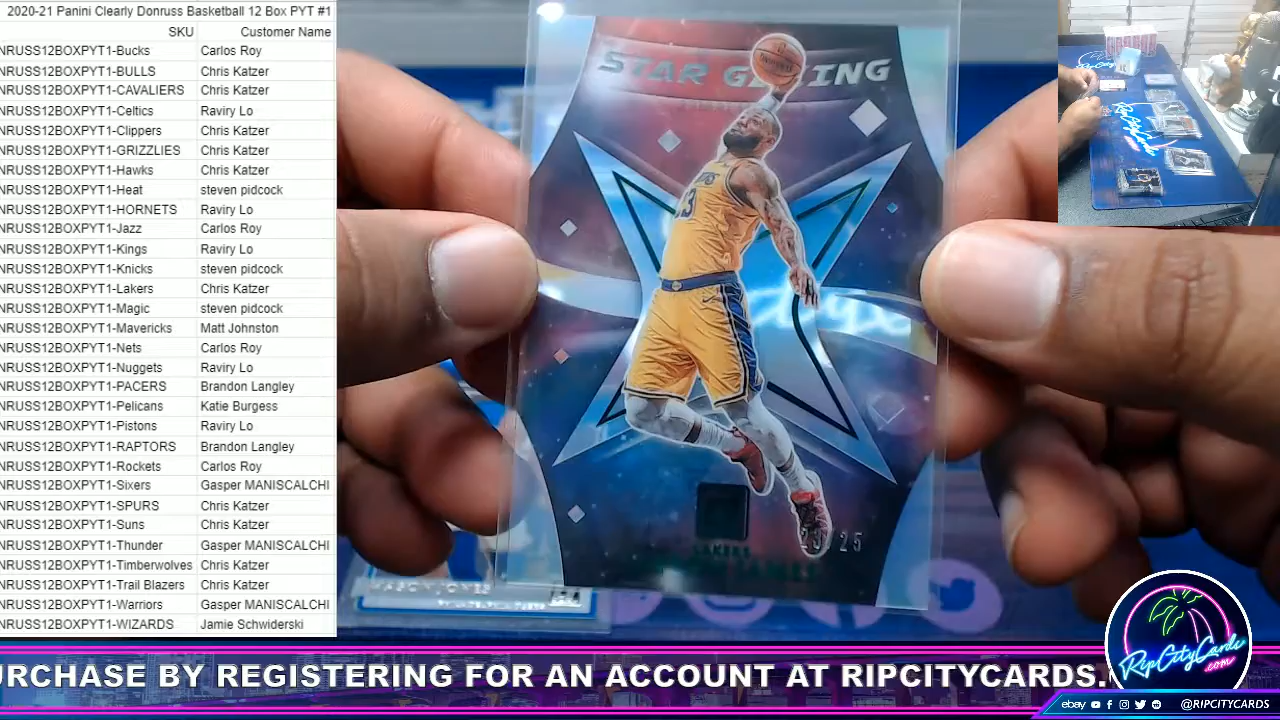 2020-21 Panini Clearly Donruss Basketball 12 Box PYT #1
SKU Customer Name
NRUSS12BOXPYT1-Bucks Carlos Roy
NRUSS12BOXPYT1-BULLS Chris Katzer
NRUSS12BOXPYT1-CAVALIERS Chris Katzer
NRUSS12BOXPYT1-Celtics Raviry Lo
NRUSS12BOXPYT1-Clippers Chris Katzer
NRUSS12BOXPYT1-GRIZZLIES Chris Katzer
NRUSS12BOXPYT1-Hawks Chris Katzer
NRUSS12BOXPYT1-Heat steven pidcock
NRUSS12BOXPYT1-HORNETS Raviry Lo
NRUSS12BOXPYT1-Jazz Carlos Roy
NRUSS12BOXPYT1-Kings Raviry Lo
NRUSS12BOXPYT1-Knicks steven pidcock
NRUSS12BOXPYT1-Lakers Chris Katzer
NRUSS12BOXPYT1-Magic steven pidcock
NRUSS12BOXPYT1-Mavericks Matt Johnston
NRUSS12BOXPYT1-Nets Carlos Roy
NRUSS12BOXPYT1-Nuggets Raviry Lo
NRUSS12BOXPYT1-PACERS Brandon Langley
NRUSS12BOXPYT1-Pelicans Katie Burgess
NRUSS12BOXPYT1-Pistons Raviry Lo
NRUSS12BOXPYT1-RAPTORS Brandon Langley
NRUSS12BOXPYT1-Rockets Carlos Roy
NRUSS12BOXPYT1-Sixers Gasper MANISCALCHI
NRUSS12BOXPYT1-SPURS Chris Katzer
NRUSS12BOXPYT1-Suns Chris Katzer
NRUSS12BOXPYT1-Thunder Gasper MANISCALCHI
NRUSS12BOXPYT1-Timberwolves Chris Katzer
NRUSS12BOXPYT1-Trail Blazers Chris Katzer
NRUSS12BOXPYT1-Warriors Gasper MANISCALCHI
NRUSS12BOXPYT1-WIZARDS Jamie Schwiderski
STAR GAZING
LAKERS
URCHASE BY REGISTERING FOR AN ACCOUNT AT RIPCITYCARDS.
RipCityCards
.com
ebay @RIPCITYCARDS